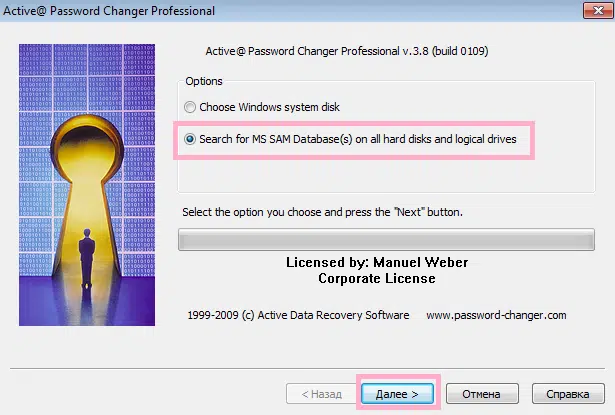 Active@ Password Changer Professional
Active@ Password Changer Professional v.3.8 (build 0109)
Options
Choose Windows system disk
Search for MS SAM Database(s) on all hard disks and logical drives
Select the option you choose and press the "Next" button.
Licensed by: Manuel Weber
Corporate License
1999-2009 (c) Active Data Recovery Software www.password-changer.com
< Назад Далее > Отмена Справка